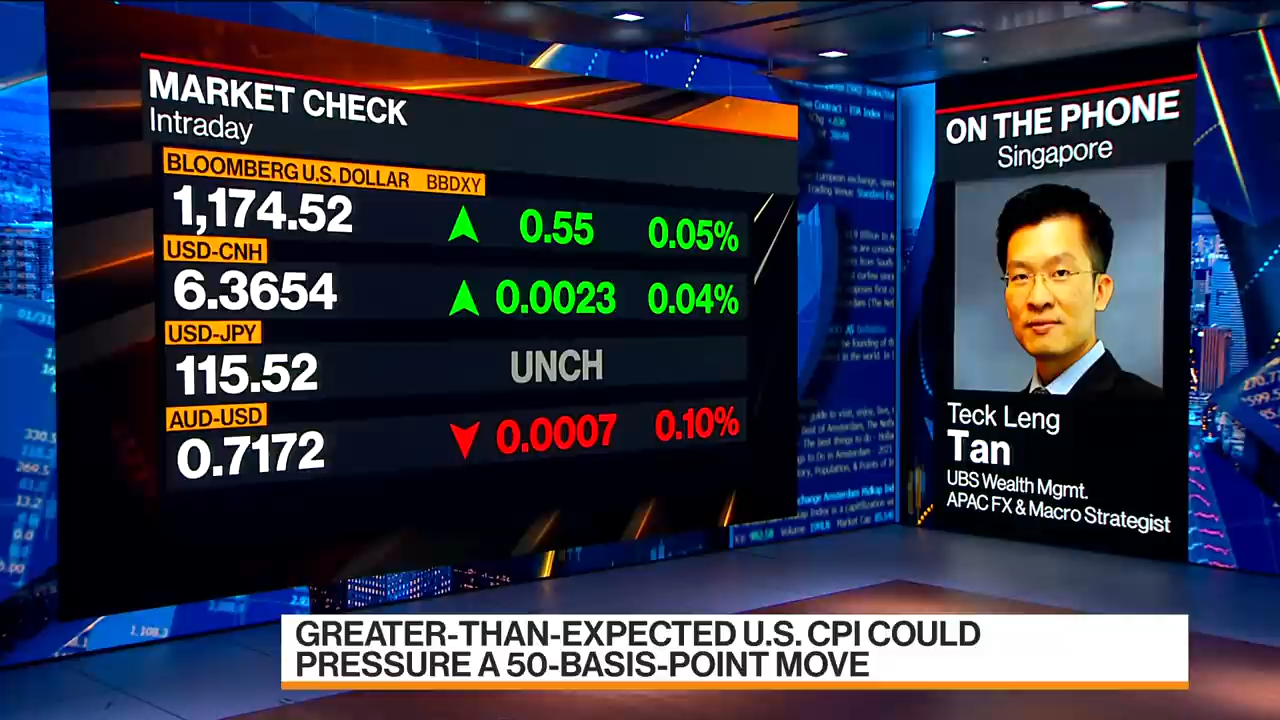 MARKET CHECK
Intraday
BLOOMBERG U.S. DOLLAR BBDXY
1,174.52 0.55 0.05%
USD-CNH
6.3654 0.0023 0.04%
USD-JPY
115.52 UNCH
AUD-USD
0.7172 0.0007 0.10%
ON THE PHONE
Singapore
Teck Leng
Tan
UBS Wealth Mgmt.
APAC FX & Macro Strategist
GREATER-THAN-EXPECTED U.S. CPI COULD
PRESSURE A 50-BASIS-POINT MOVE